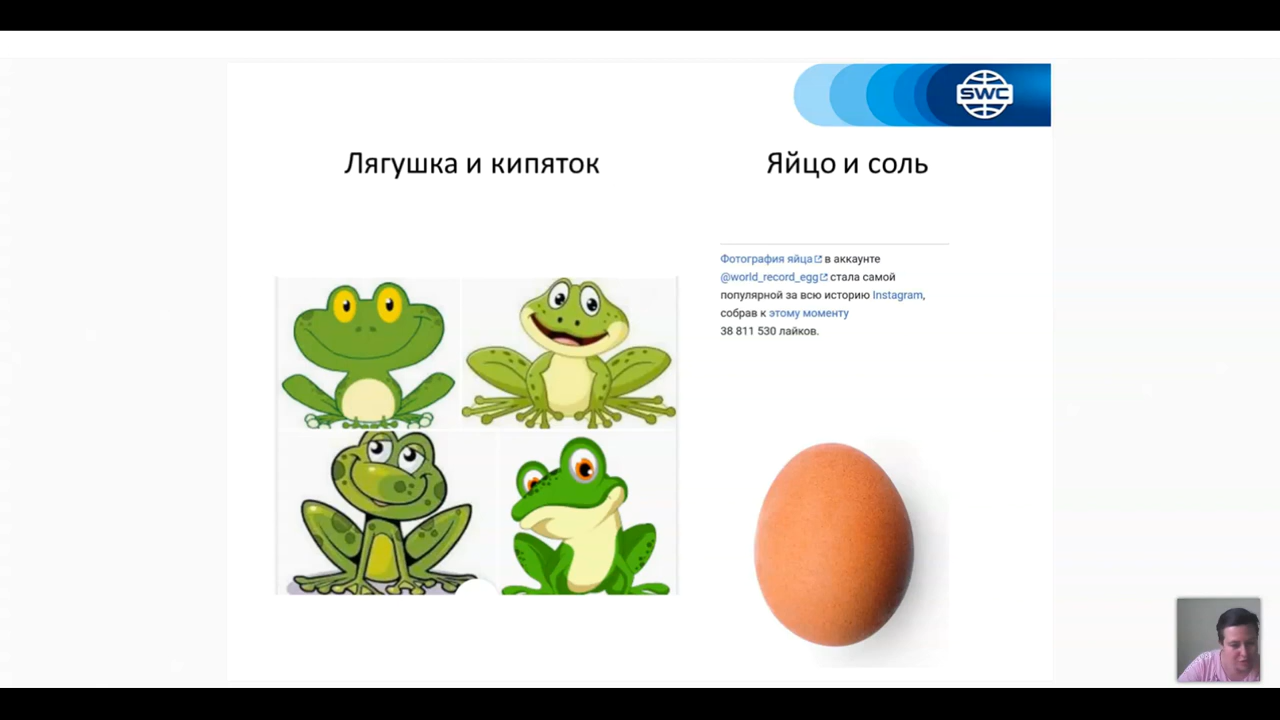 SWC
Лягушка и кипяток
Яйцо и соль
Фотография яйца в аккаунте
@world_record_egg стала самой
популярной за всю историю Instagram,
собрав к этому моменту
38 811 530 лайков.